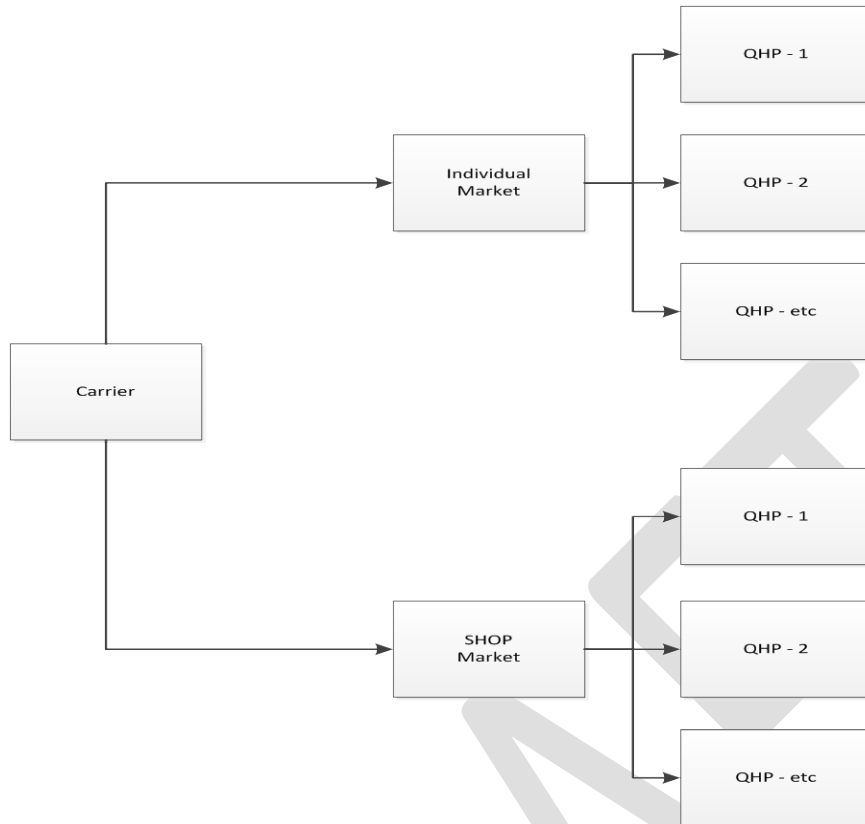 QHP - 1
Individual
Market
QHP - 2
QHP - etc
Carrier
QHP - 1
SHOP
Market
QHP - 2
QHP - etc